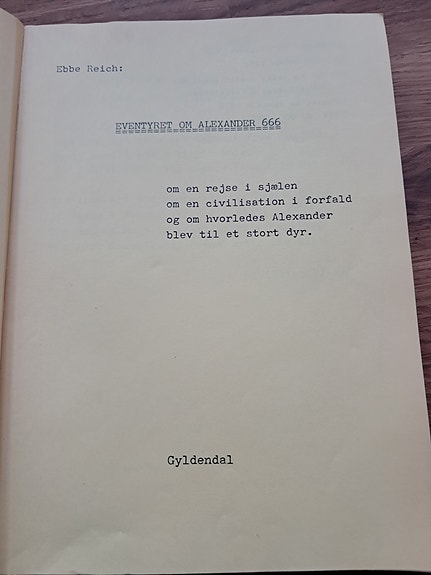 Ebbe Reich:
EVENTYRET OM ALEXANDER 666
om en rejse i sjælen
om en civilisation i forfald
og om hvorledes Alexander
blev til et stort dyr.
Gyldendal